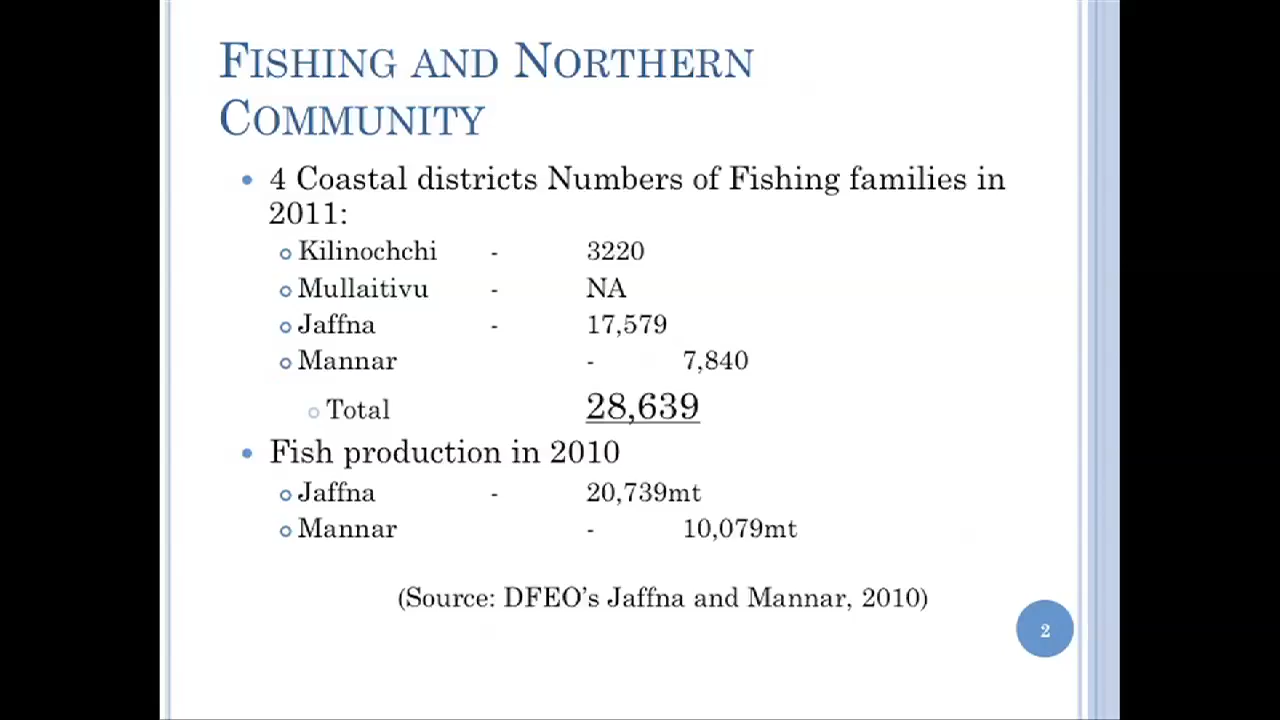 FISHING AND NORTHERN
COMMUNITY
4 Coastal districts Numbers of Fishing families in
2011:
Kilinochchi - 3220
Mullaitivu - NA
Jaffna - 17,579
Mannar - 7,840
Total 28,639
Fish production in 2010
Jaffna - 20,739mt
Mannar - 10,079mt
(Source: DFEO's Jaffna and Mannar, 2010)
2